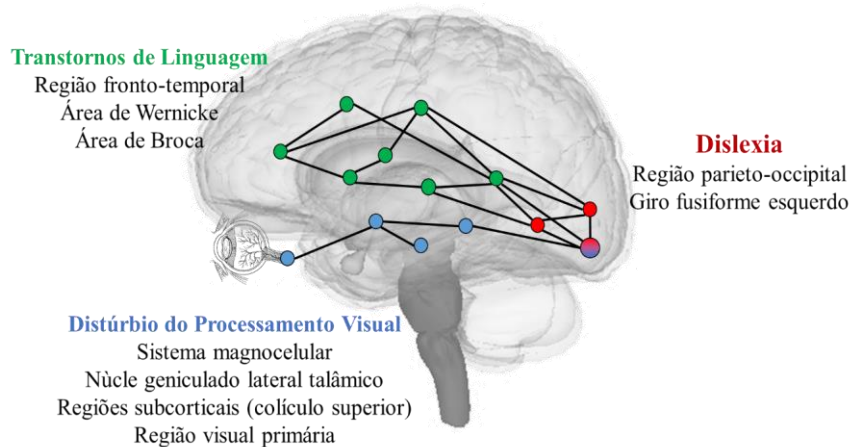 Transtornos de Linguagem
Região fronto-temporal
Área de Wernicke
Área de Broca
Dislexia
Região parieto-occipital
Giro fusiforme esquerdo
Distúrbio do Processamento Visual
Sistema magnocelular
Nùcle geniculado lateral talâmico
Regiões subcorticais (colículo superior)
Região visual primária